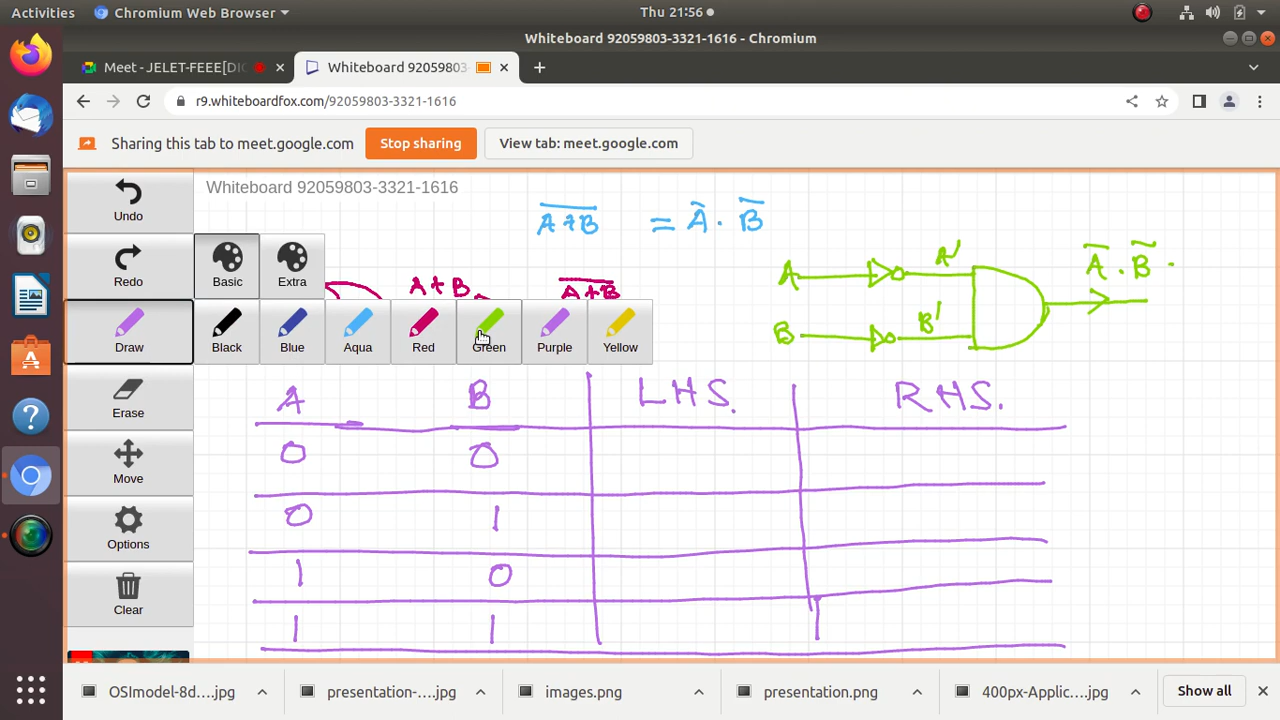 Activities Chromium Web Browser Thu 21:56
Whiteboard 92059803-3321-1616 - Chromium
Meet - JELET-FEEE[DIC Whiteboard 92059803-
r9.whiteboardfox.com/92059803-3321-1616
Sharing this tab to meet.google.com Stop sharing View tab: meet.google.com
Whiteboard 92059803-3321-1616
Undo
Redo
Basic Extra
Draw Black Blue Aqua Red Green Purple Yellow
Erase
Move
Options
Clear
A̅+̅B̅ = A̅ . B̅
A+B A̅+̅B̅
A A' A̅ . B̅ .
B B'
A B LHS. RHS.
0 0
0 1
1 0
1 1
OSImodel-8d....jpg presentation-....jpg images.png presentation.png 400px-Applic....jpg Show all